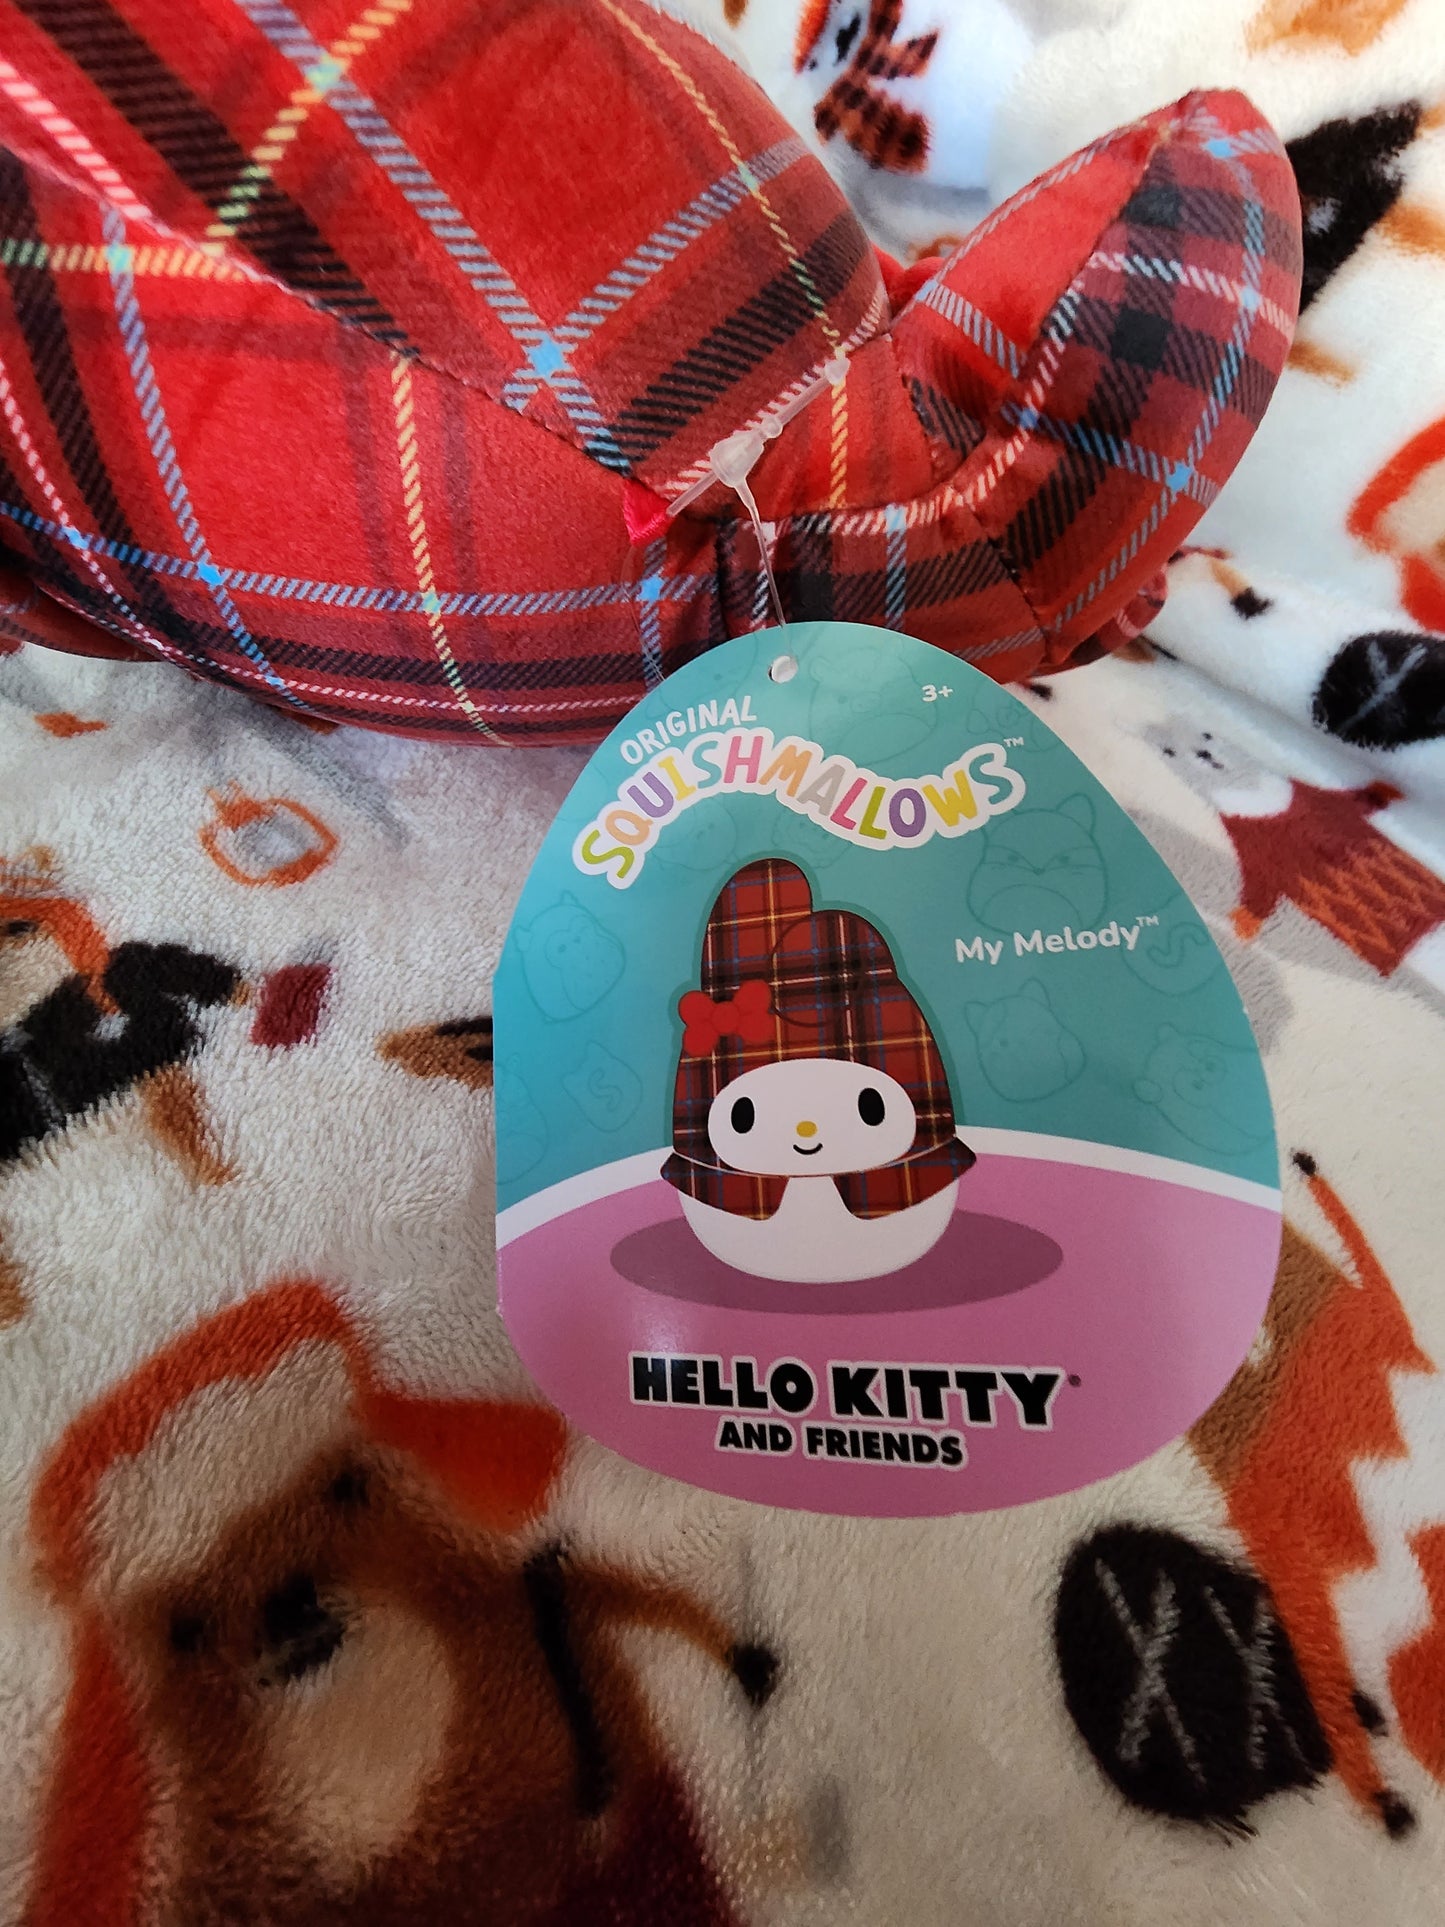 3+
ORIGINAL
SQUISHMALLOWS™
My Melody™
HELLO KITTY®
AND FRIENDS